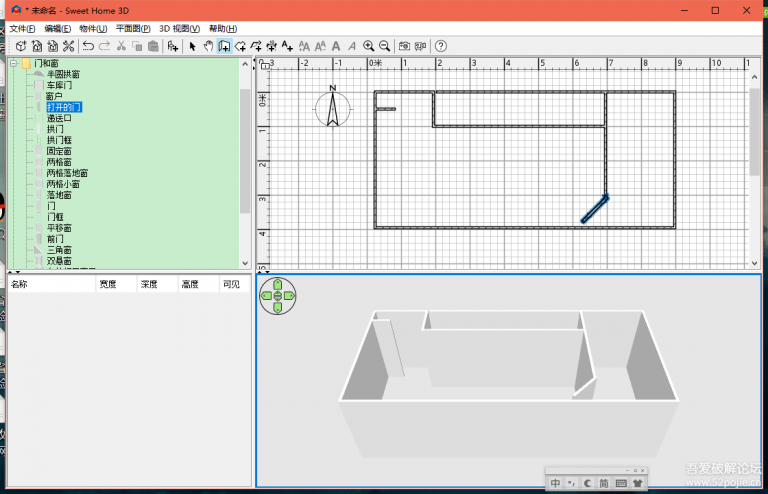 * 未命名 - Sweet Home 3D
文件(F) 编辑(E) 物件(U) 平面图(P) 3D 视图(V) 帮助(H)
门和窗
半圆拱窗
车库门
窗户
打开的门
递送口
拱门
拱门框
固定窗
两格窗
两格落地窗
两格小窗
落地窗
门
门框
平移窗
前门
三角窗
双悬窗
名称 宽度 深度 高度 可见
-3 -2 -1 0米 1 2 3 4 5 6 7 8 9 10 1
0米
1
2
3
4
5
N
中 简
吾爱破解论坛
www.52pojie.cn